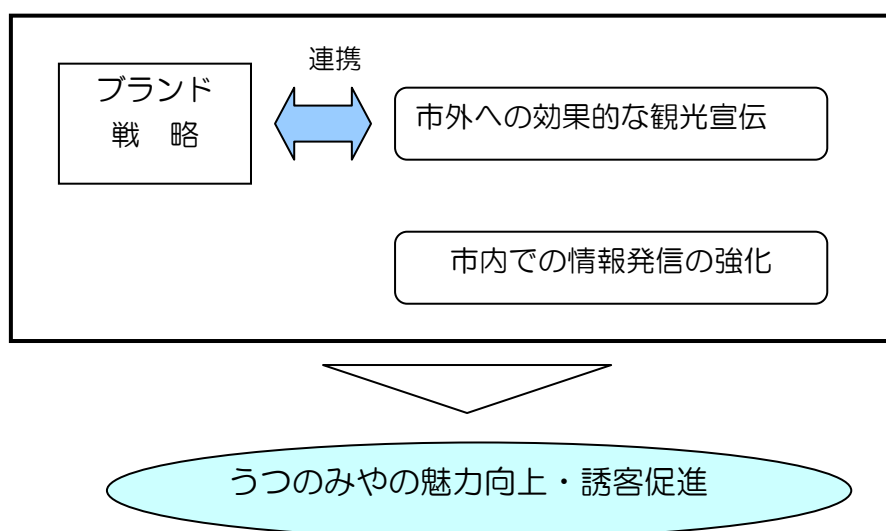 連携
ブランド
戦　略
市外への効果的な観光宣伝
市内での情報発信の強化
うつのみやの魅力向上・誘客促進